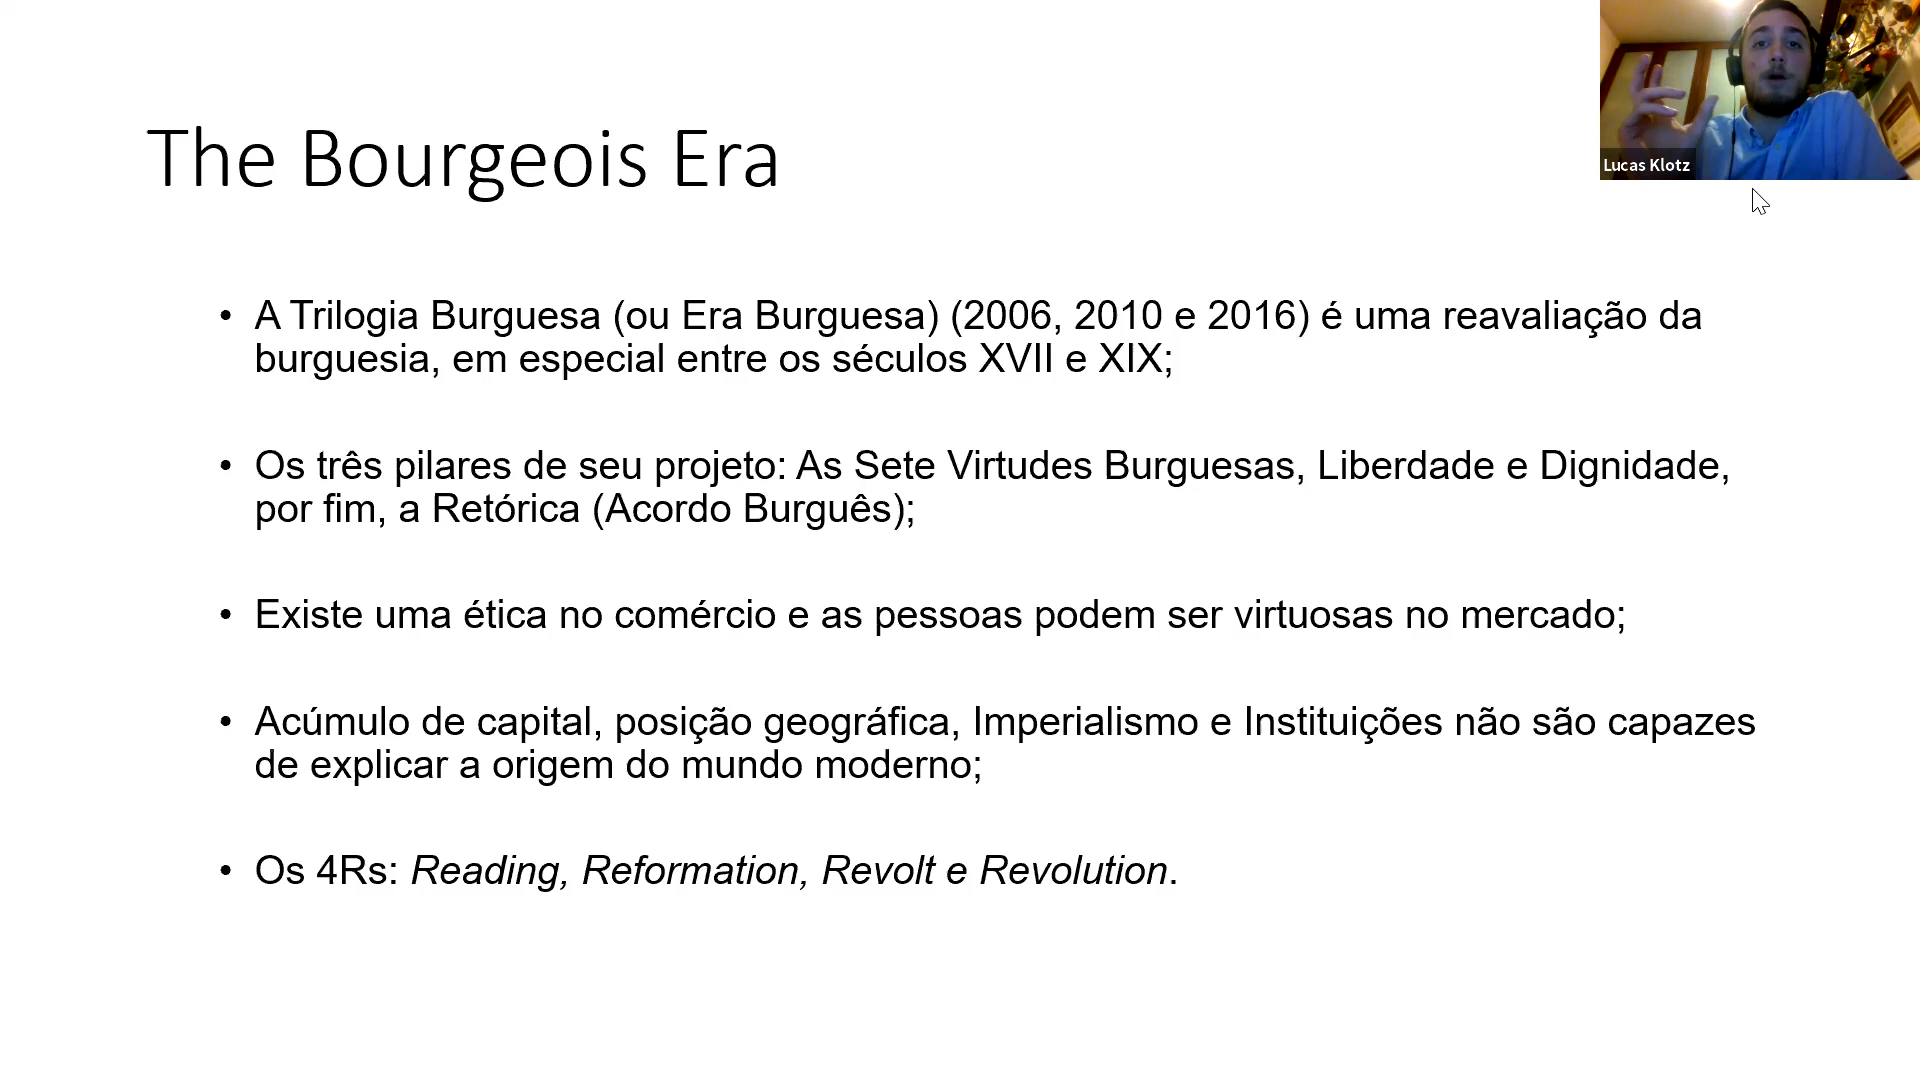 The Bourgeois Era
Lucas Klotz
• A Trilogia Burguesa (ou Era Burguesa) (2006, 2010 e 2016) é uma reavaliação da
burguesia, em especial entre os séculos XVII e XIX;
• Os três pilares de seu projeto: As Sete Virtudes Burguesas, Liberdade e Dignidade,
por fim, a Retórica (Acordo Burguês);
• Existe uma ética no comércio e as pessoas podem ser virtuosas no mercado;
• Acúmulo de capital, posição geográfica, Imperialismo e Instituições não são capazes
de explicar a origem do mundo moderno;
• Os 4Rs: Reading, Reformation, Revolt e Revolution.